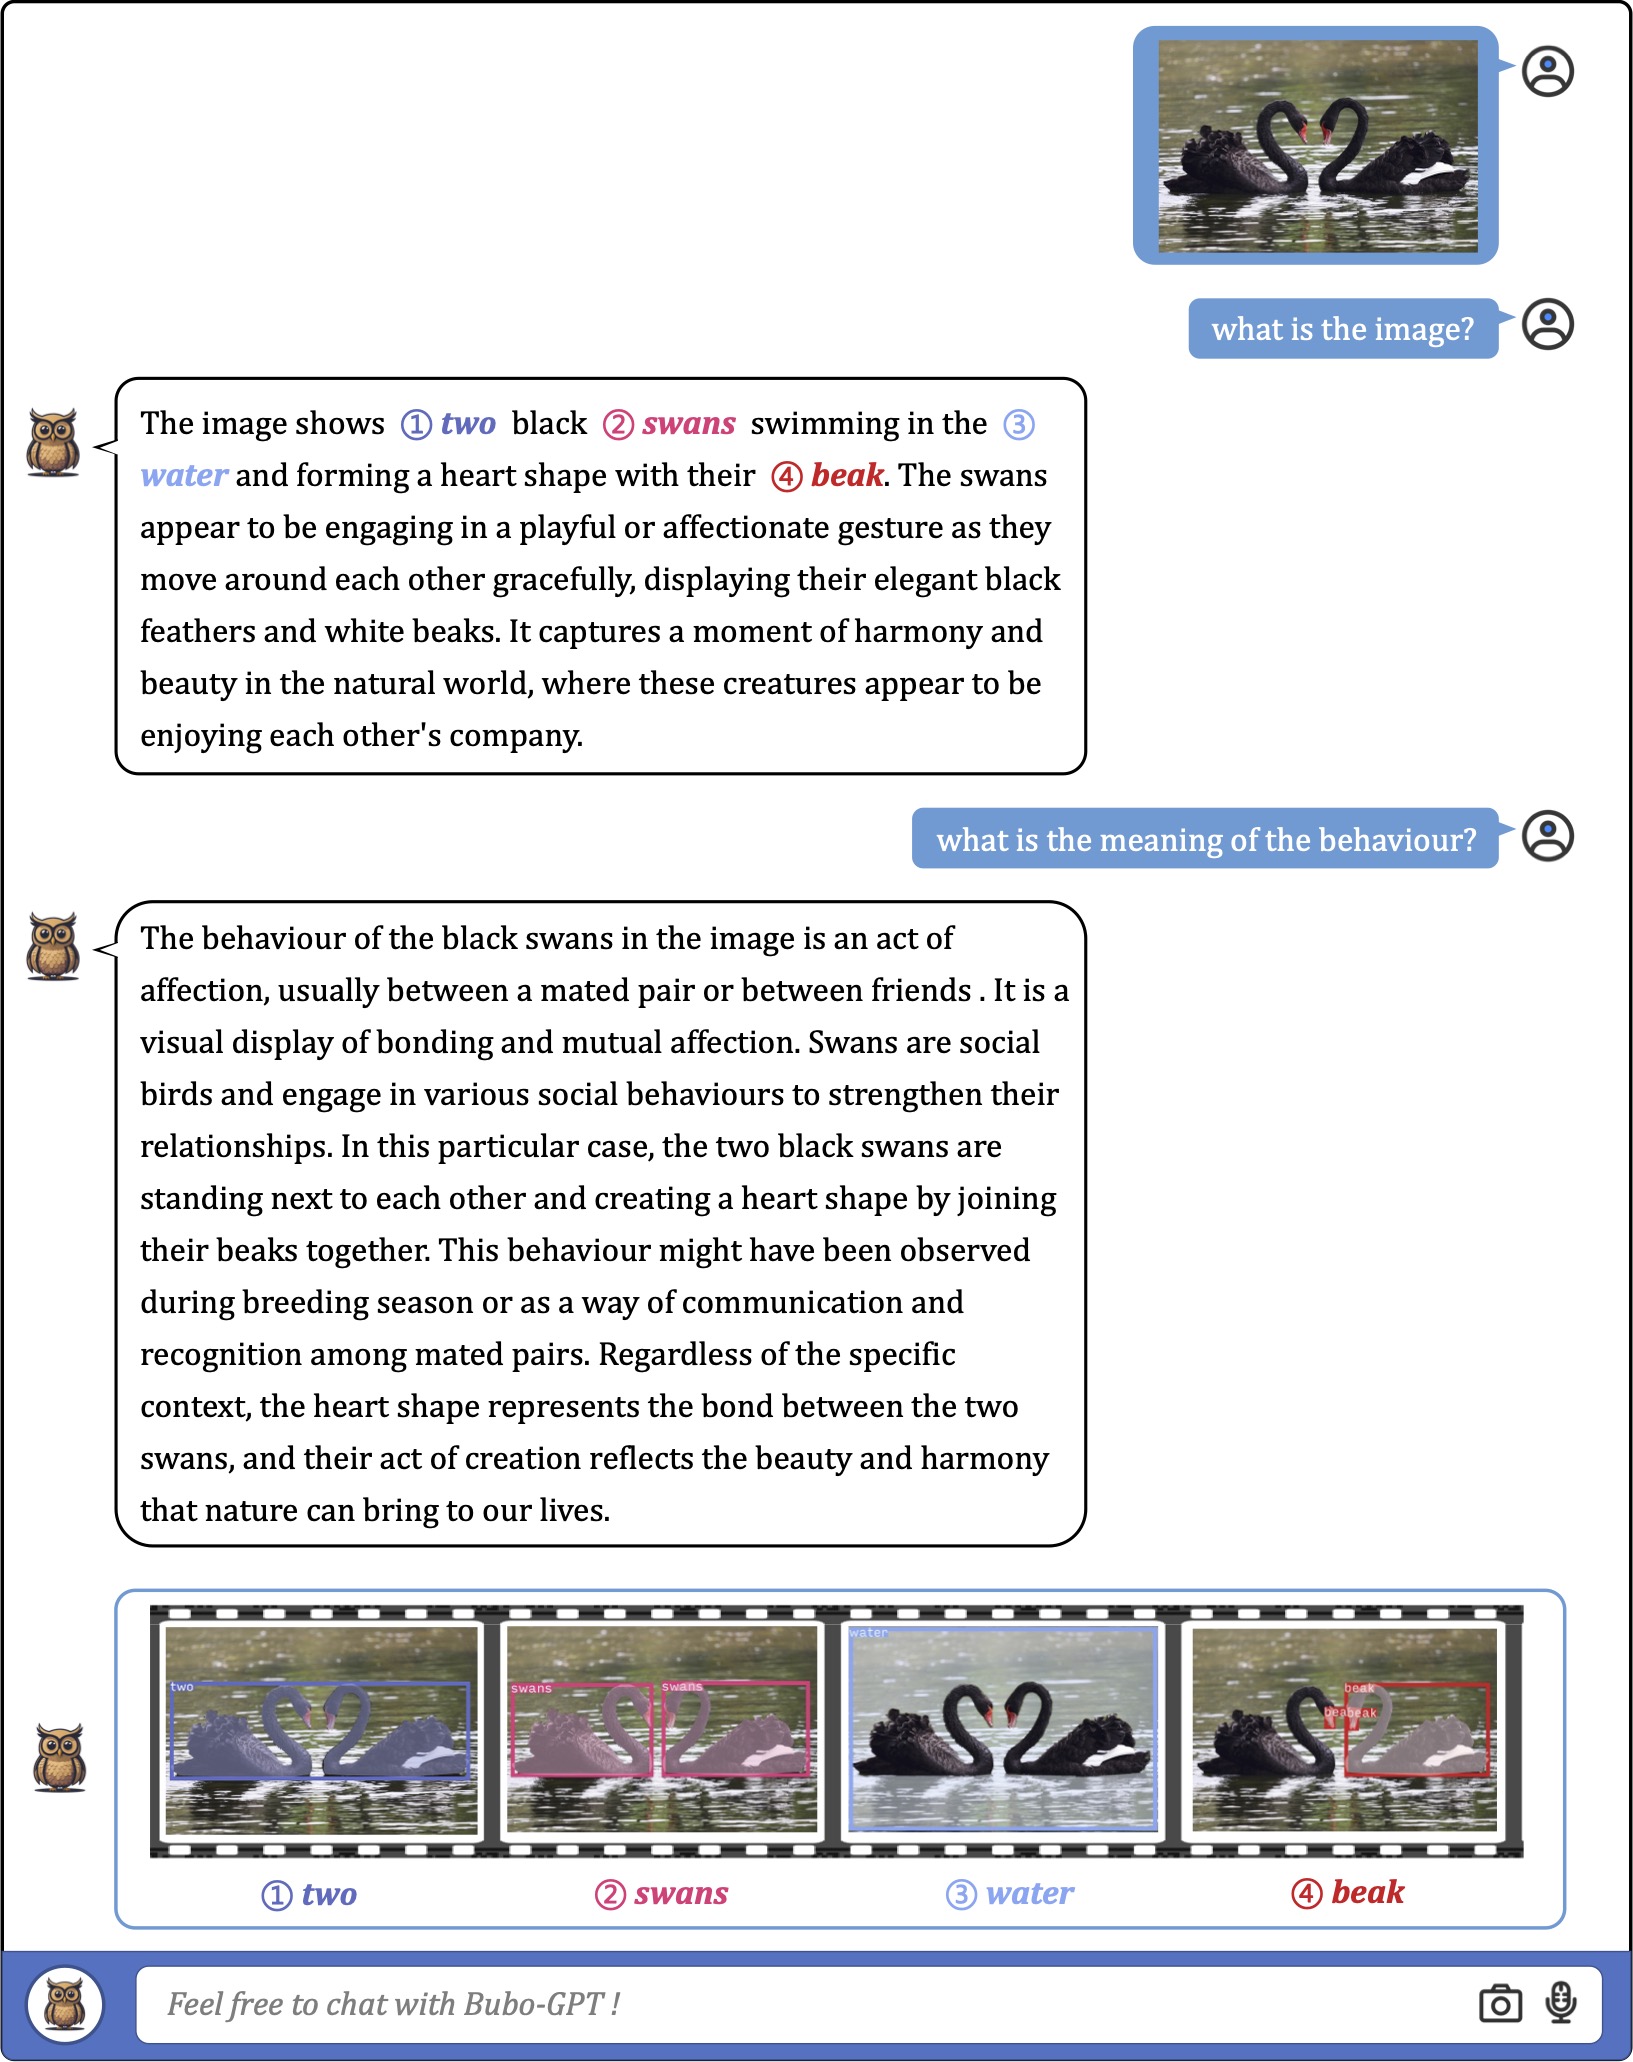 what is the image?
The image shows ① two black ② swans swimming in the ③
water and forming a heart shape with their ④ beak. The swans
appear to be engaging in a playful or affectionate gesture as they
move around each other gracefully, displaying their elegant black
feathers and white beaks. It captures a moment of harmony and
beauty in the natural world, where these creatures appear to be
enjoying each other's company.
what is the meaning of the behaviour?
The behaviour of the black swans in the image is an act of
affection, usually between a mated pair or between friends . It is a
visual display of bonding and mutual affection. Swans are social
birds and engage in various social behaviours to strengthen their
relationships. In this particular case, the two black swans are
standing next to each other and creating a heart shape by joining
their beaks together. This behaviour might have been observed
during breeding season or as a way of communication and
recognition among mated pairs. Regardless of the specific
context, the heart shape represents the bond between the two
swans, and their act of creation reflects the beauty and harmony
that nature can bring to our lives.
two
swans
swans
water
beak
beabeak
① two
② swans
③ water
④ beak
Feel free to chat with Bubo-GPT !